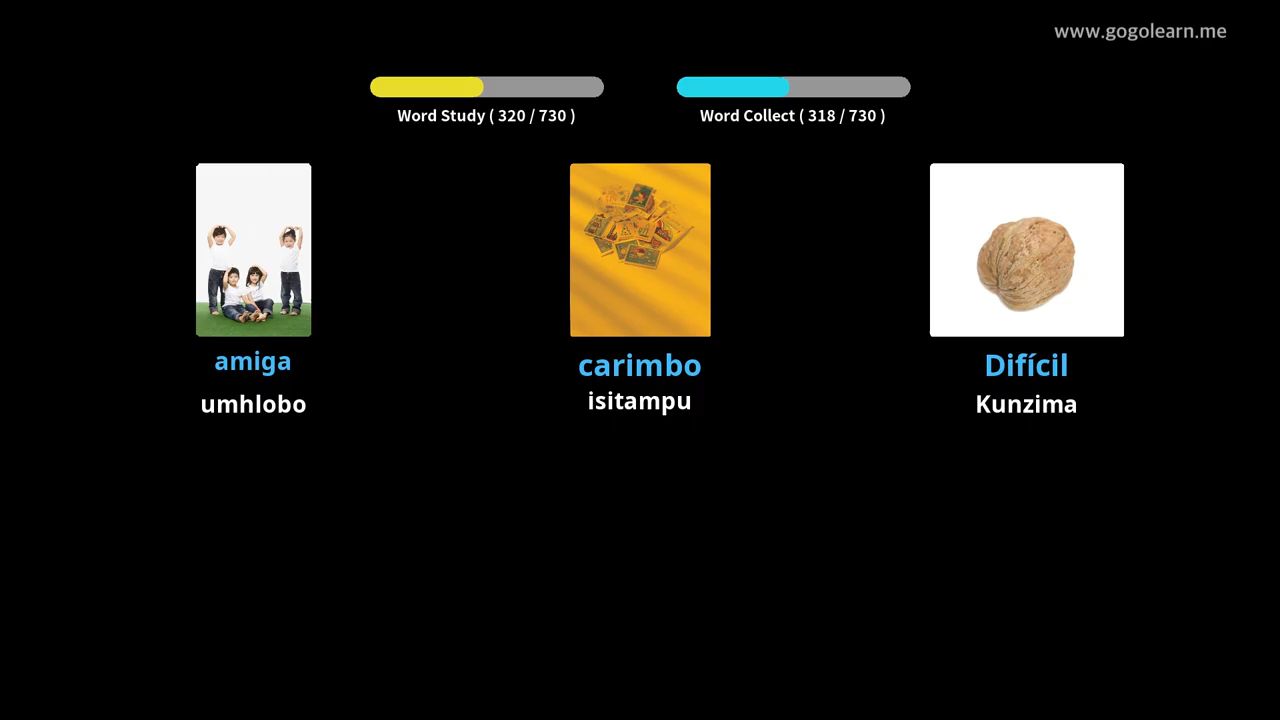 www.gogolearn.me
Word Study ( 320 / 730 )
Word Collect ( 318 / 730 )
amiga
carimbo
Difícil
umhlobo
isitampu
Kunzima